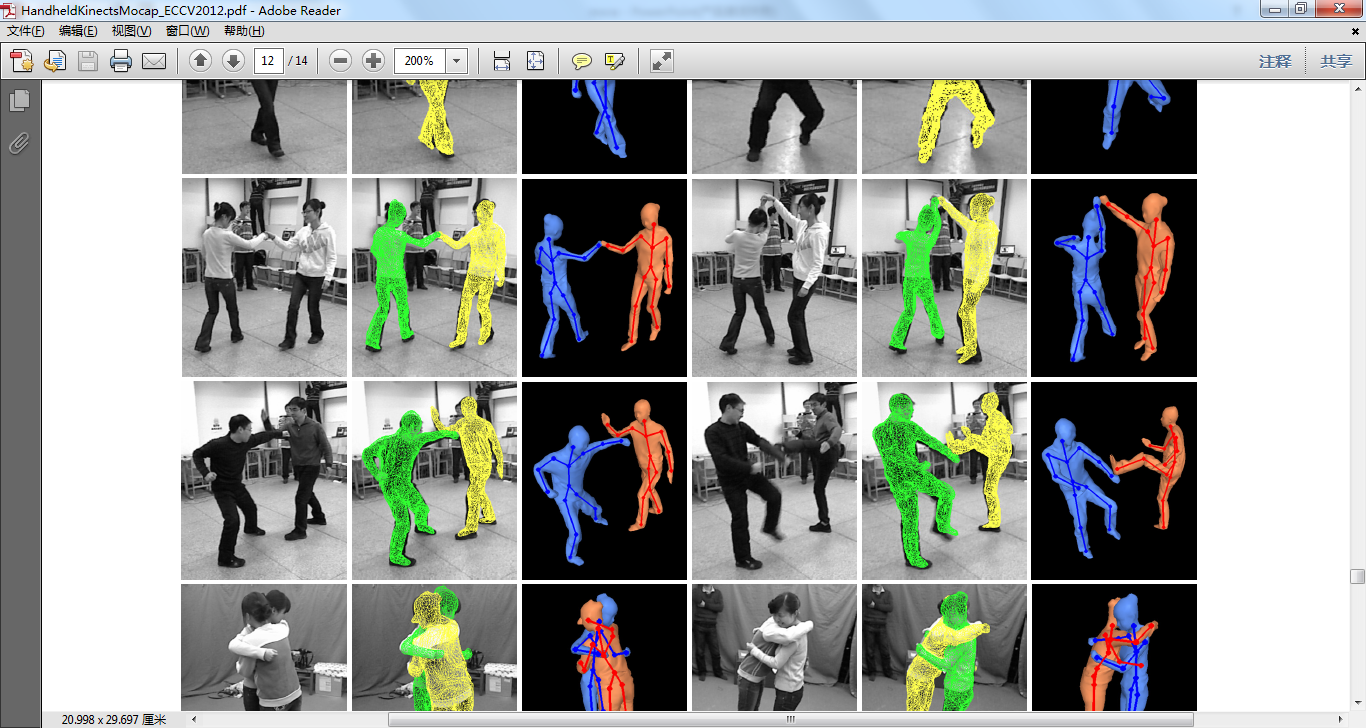 HandheldKinectsMocap_ECCV2012.pdf - Adobe Reader
文件(F) 编辑(E) 视图(V) 窗口(W) 帮助(H)
12 / 14 200% 注释 共享
20.998 x 29.697 厘米